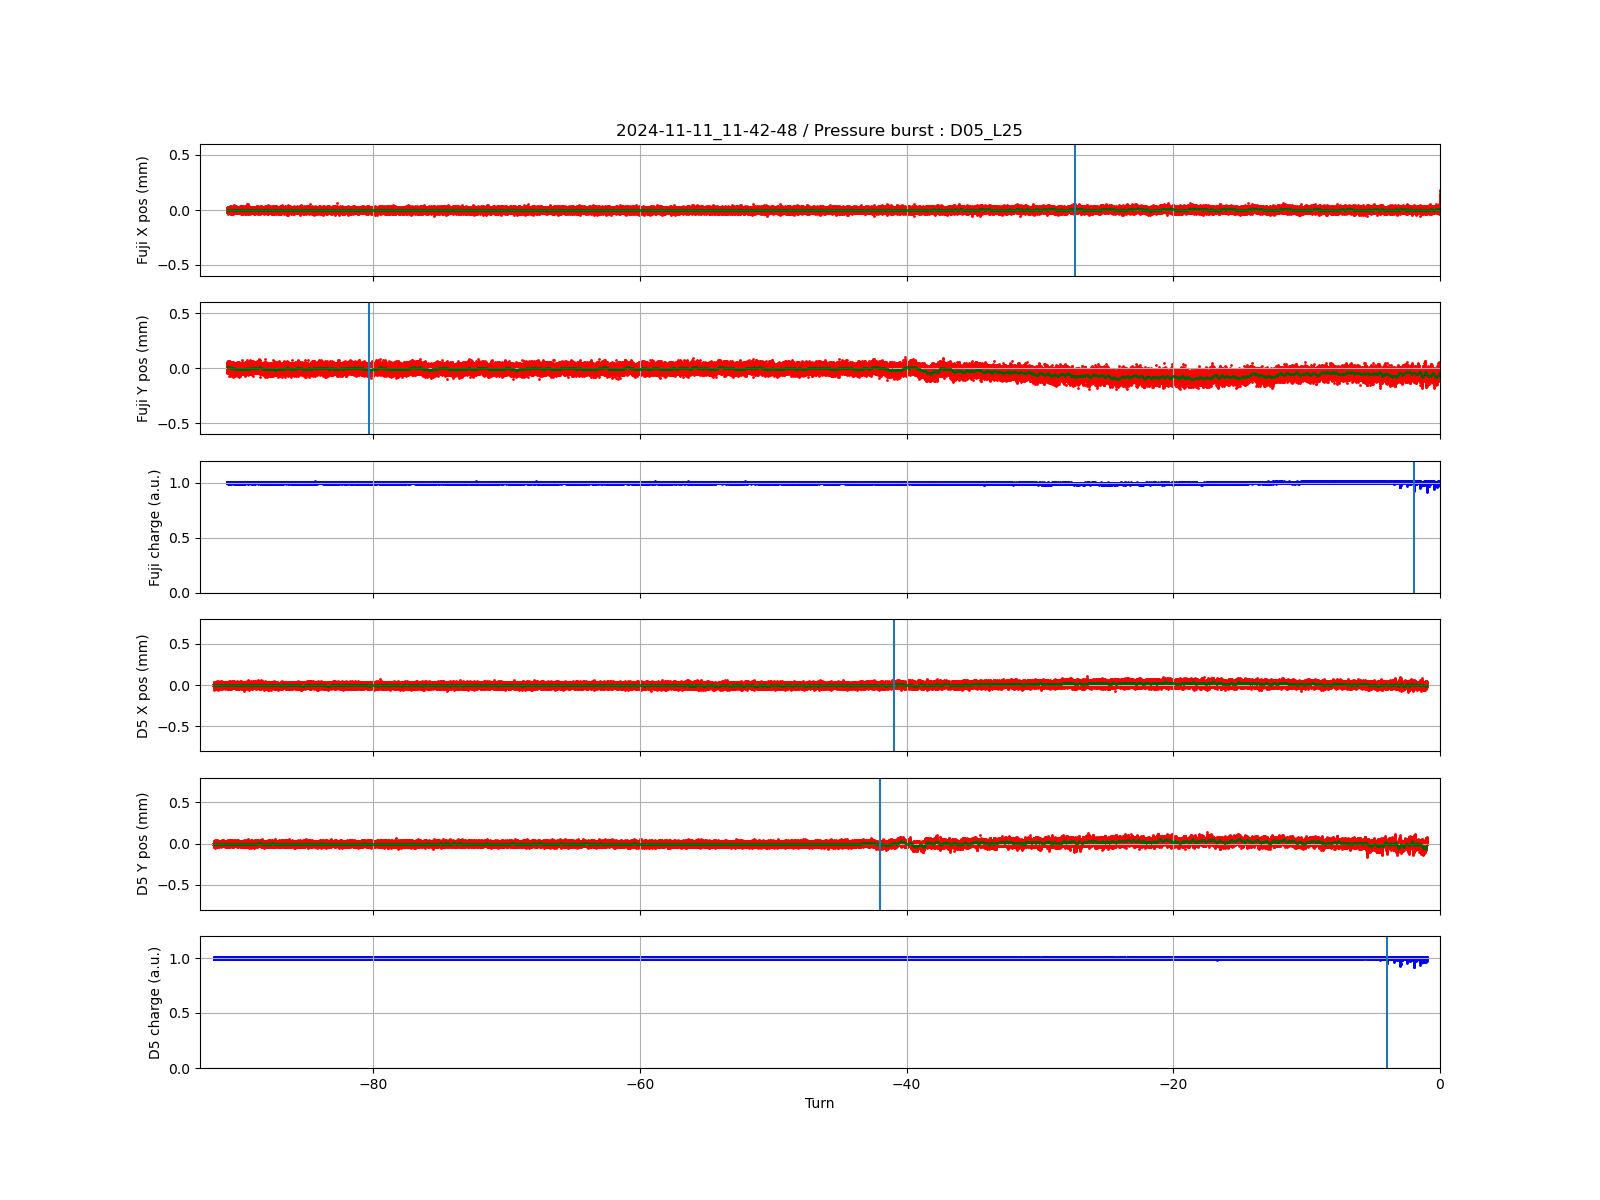 2024-11-11_11-42-48 / Pressure burst : D05_L25
Fuji X pos (mm)
0.5
0.0
−0.5
Fuji Y pos (mm)
0.5
0.0
−0.5
Fuji charge (a.u.)
1.0
0.5
0.0
D5 X pos (mm)
0.5
0.0
−0.5
D5 Y pos (mm)
0.5
0.0
−0.5
D5 charge (a.u.)
1.0
0.5
0.0
−80 −60 −40 −20 0
Turn